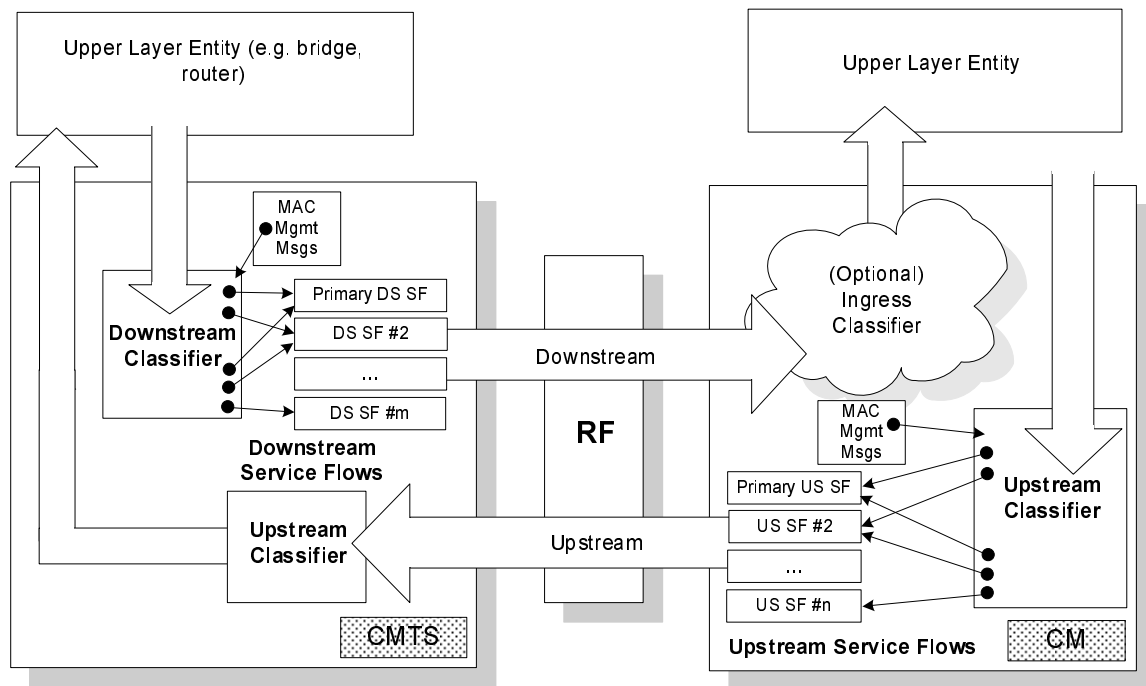 Upper Layer Entity (e.g. bridge,
router)
Upper Layer Entity
MAC
Mgmt
Msgs
Downstream
Classifier
Primary DS SF
DS SF #2
...
DS SF #m
Downstream
Service Flows
Downstream
RF
(Optional)
Ingress
Classifier
MAC
Mgmt
Msgs
Upstream
Classifier
Primary US SF
US SF #2
...
US SF #n
Upstream Service Flows
Upstream
Upstream
Classifier
CMTS
CM